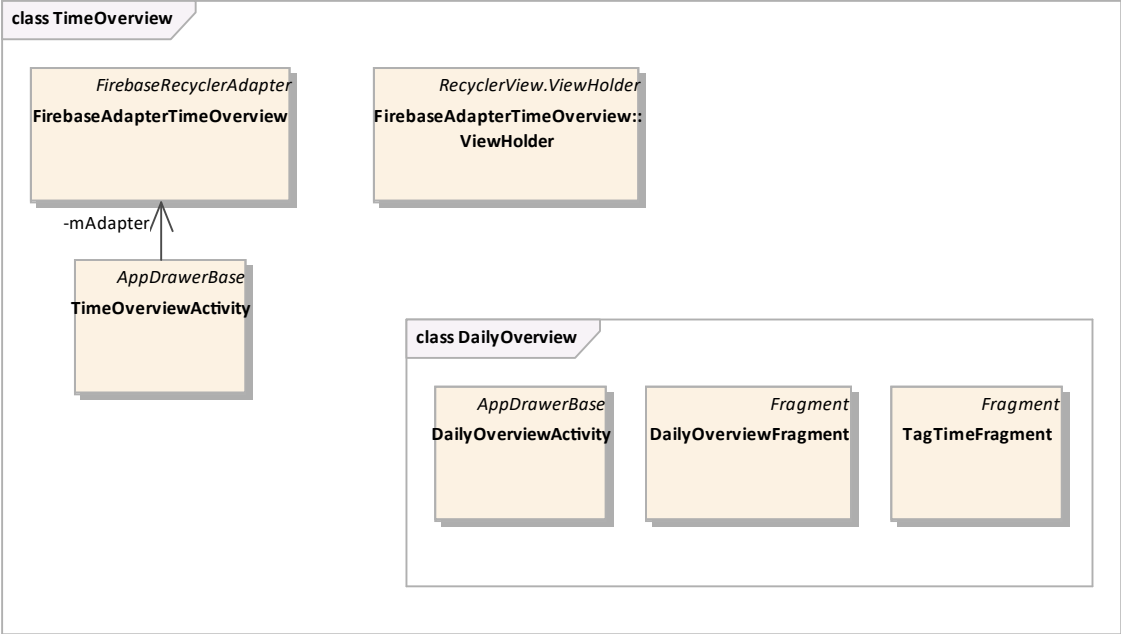 class TimeOverview
FirebaseRecyclerAdapter
FirebaseAdapterTimeOverview
RecyclerView.ViewHolder
FirebaseAdapterTimeOverview::
ViewHolder
-mAdapter
AppDrawerBase
TimeOverviewActivity
class DailyOverview
AppDrawerBase
DailyOverviewActivity
Fragment
DailyOverviewFragment
Fragment
TagTimeFragment